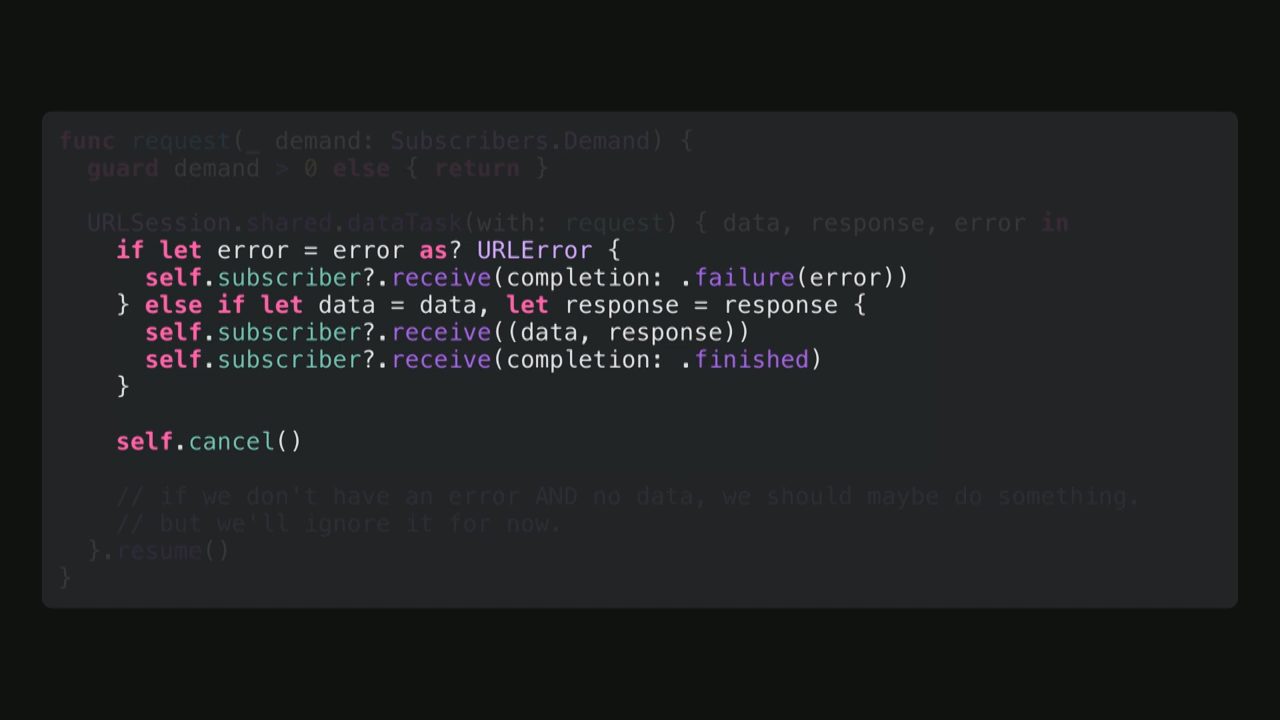 func request(_ demand: Subscribers.Demand) {
  guard demand > 0 else { return }
  URLSession.shared.dataTask(with: request) { data, response, error in
    if let error = error as? URLError {
      self.subscriber?.receive(completion: .failure(error))
    } else if let data = data, let response = response {
      self.subscriber?.receive((data, response))
      self.subscriber?.receive(completion: .finished)
    }
    self.cancel()
    // if we don't have an error AND no data, we should maybe do something.
    // but we'll ignore it for now.
  }.resume()
}